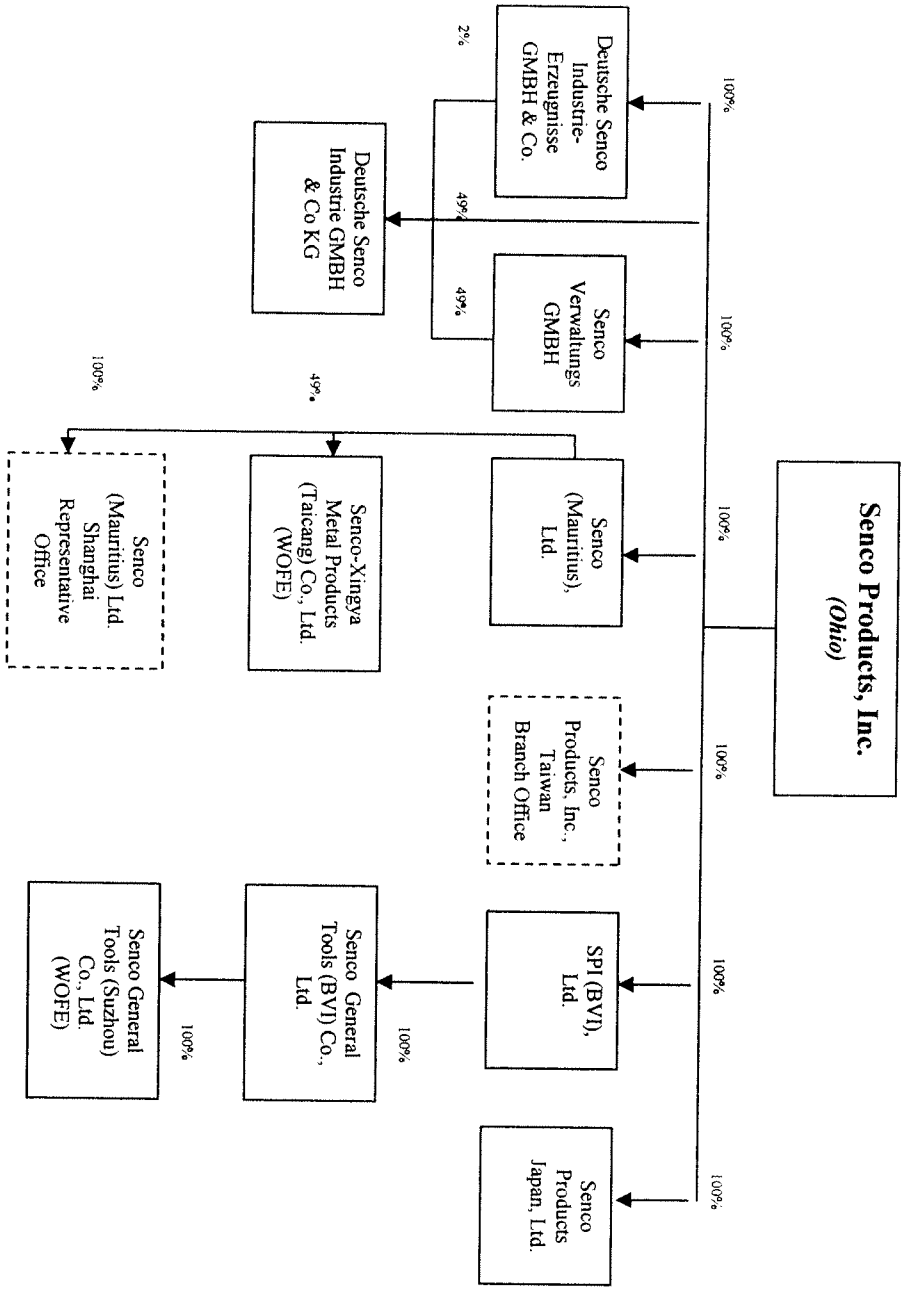 Senco Products, Inc.
(Ohio)
100%
100%
100%
100%
100%
100%
Deutsche Senco
Industrie-
Erzeugnisse
GMBH & Co.
Senco
Verwaltungs
GMBH
Senco
(Mauritius),
Ltd.
Senco
Products, Inc.,
Taiwan
Branch Office
SPI (BVI),
Ltd.
Senco
Products
Japan, Ltd.
2%
49%
49%
Deutsche Senco
Industrie GMBH
& Co KG
49%
Senco-Xingya
Metal Products
(Taicang) Co., Ltd.
(WOFE)
100%
Senco General
Tools (BVI) Co.,
Ltd.
100%
Senco
(Mauritius) Ltd.
Shanghai
Representative
Office
100%
Senco General
Tools (Suzhou)
Co., Ltd.
(WOFE)